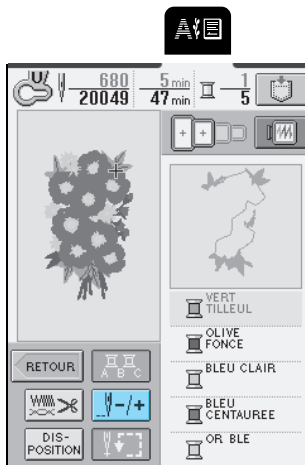 A
U
680
20049
5 min
47 min
1
5
VERT
TILLEUL
OLIVE
FONCE
BLEU CLAIR
BLEU
CENTAUREE
OR BLE
RETOUR
A B C
-/+
DIS-
POSITION